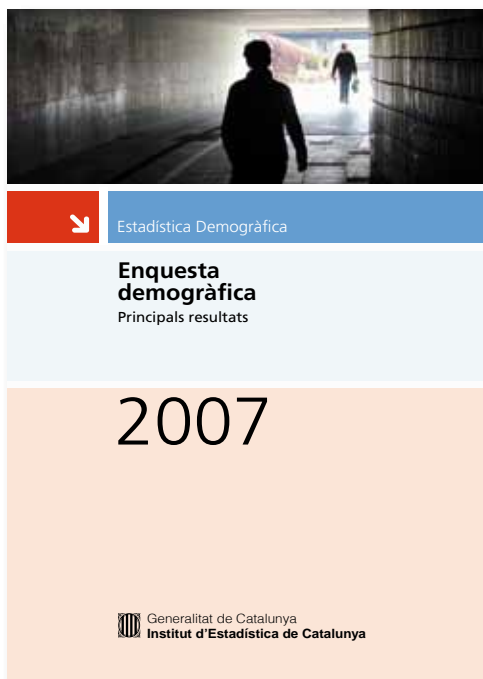 Estadística Demogràfica
Enquesta
demogràfica
Principals resultats
2007
Generalitat de Catalunya
Institut d'Estadística de Catalunya